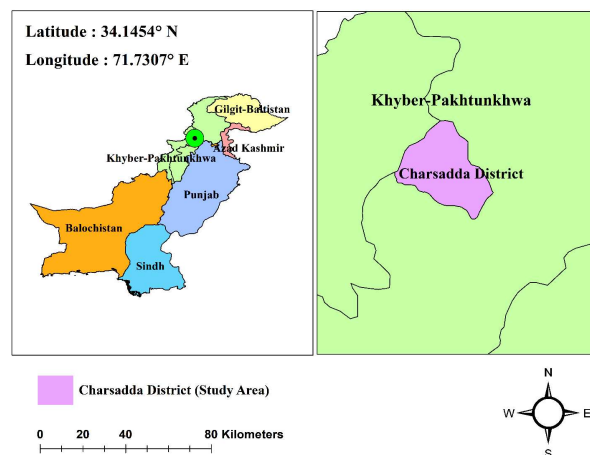 Latitude : 34.1454° N
Longitude : 71.7307° E
Gilgit-Baltistan
Azad Kashmir
Khyber-Pakhtunkhwa
Punjab
Balochistan
Sindh
Khyber-Pakhtunkhwa
Charsadda District
Charsadda District (Study Area)
0 20 40 80 Kilometers
N
W E
S